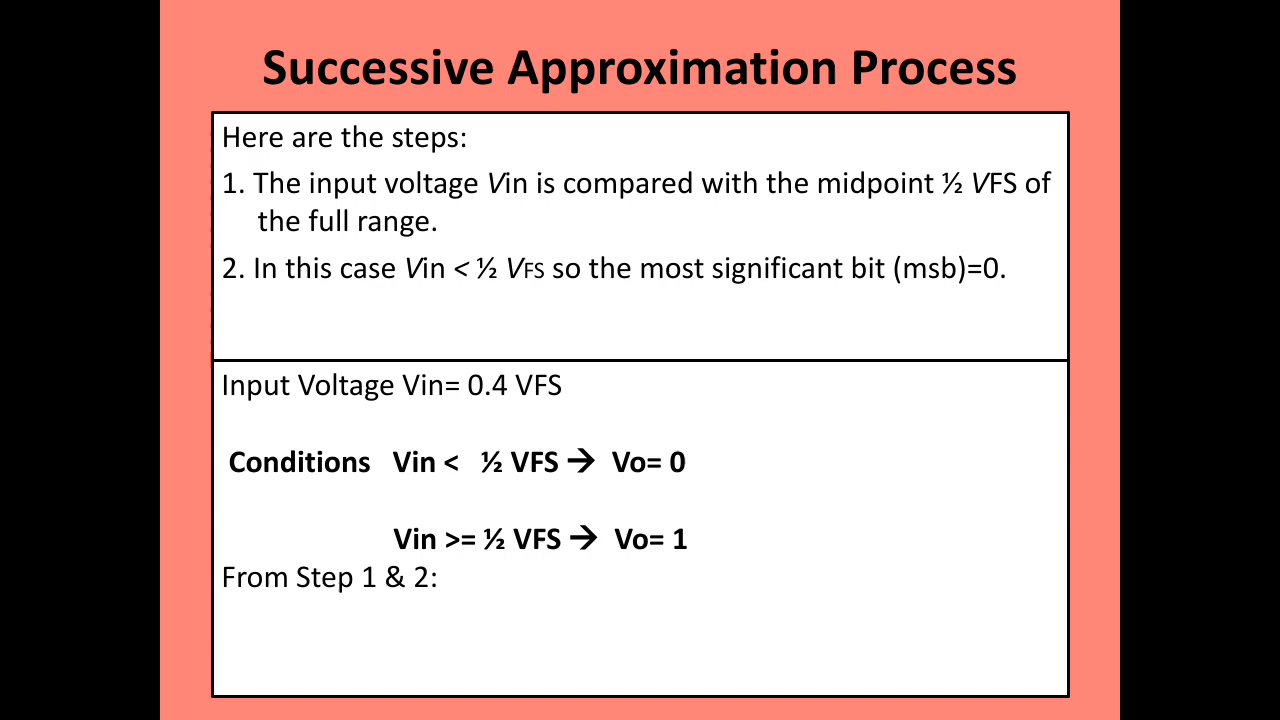 Successive Approximation Process
Here are the steps:
1. The input voltage Vin is compared with the midpoint ½ VFS of
the full range.
2. In this case Vin < ½ VFS so the most significant bit (msb)=0.
Input Voltage Vin= 0.4 VFS
Conditions Vin < ½ VFS → Vo= 0
Vin >= ½ VFS → Vo= 1
From Step 1 & 2: